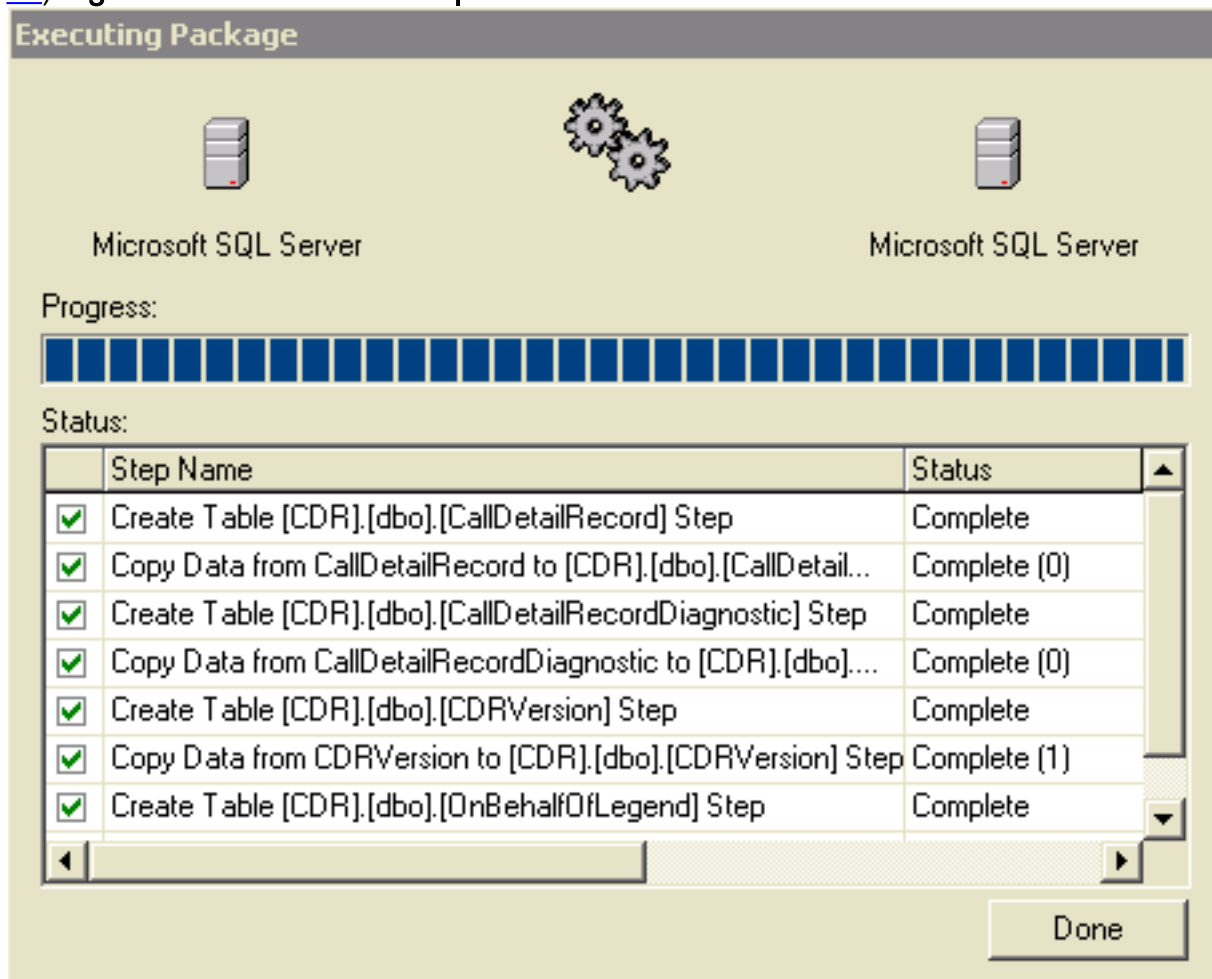 Executing Package
Microsoft SQL Server
Microsoft SQL Server
Progress:
Status:
Step Name Status
Create Table [CDR].[dbo].[CallDetailRecord] Step Complete
Copy Data from CallDetailRecord to [CDR].[dbo].[CallDetail... Complete (0)
Create Table [CDR].[dbo].[CallDetailRecordDiagnostic] Step Complete
Copy Data from CallDetailRecordDiagnostic to [CDR].[dbo].... Complete (0)
Create Table [CDR].[dbo].[CDRVersion] Step Complete
Copy Data from CDRVersion to [CDR].[dbo].[CDRVersion] Step Complete (1)
Create Table [CDR].[dbo].[OnBehalfOfLegend] Step Complete
Done